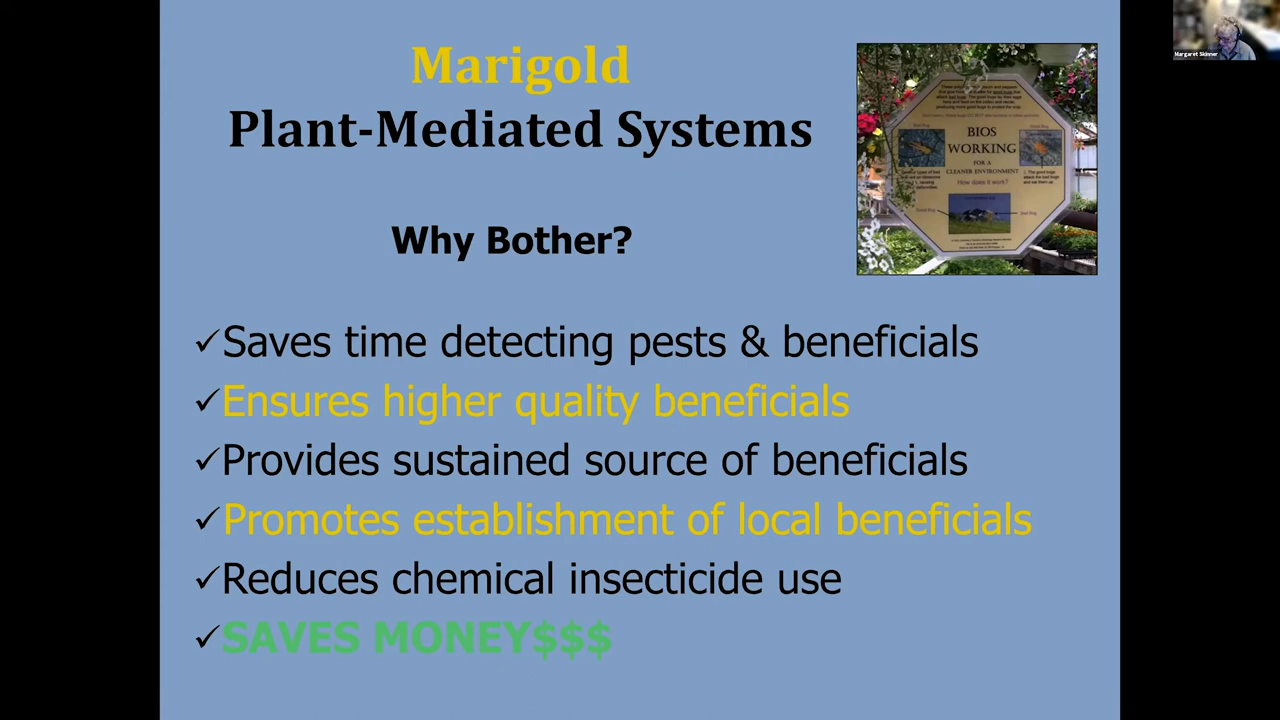 Marigold
Plant-Mediated Systems
Why Bother?
✓Saves time detecting pests & beneficials
✓Ensures higher quality beneficials
✓Provides sustained source of beneficials
✓Promotes establishment of local beneficials
✓Reduces chemical insecticide use
✓SAVES MONEY$$$
BIOS
WORKING
FOR A
CLEANER ENVIRONMENT
How does it work?
Margaret Skinner